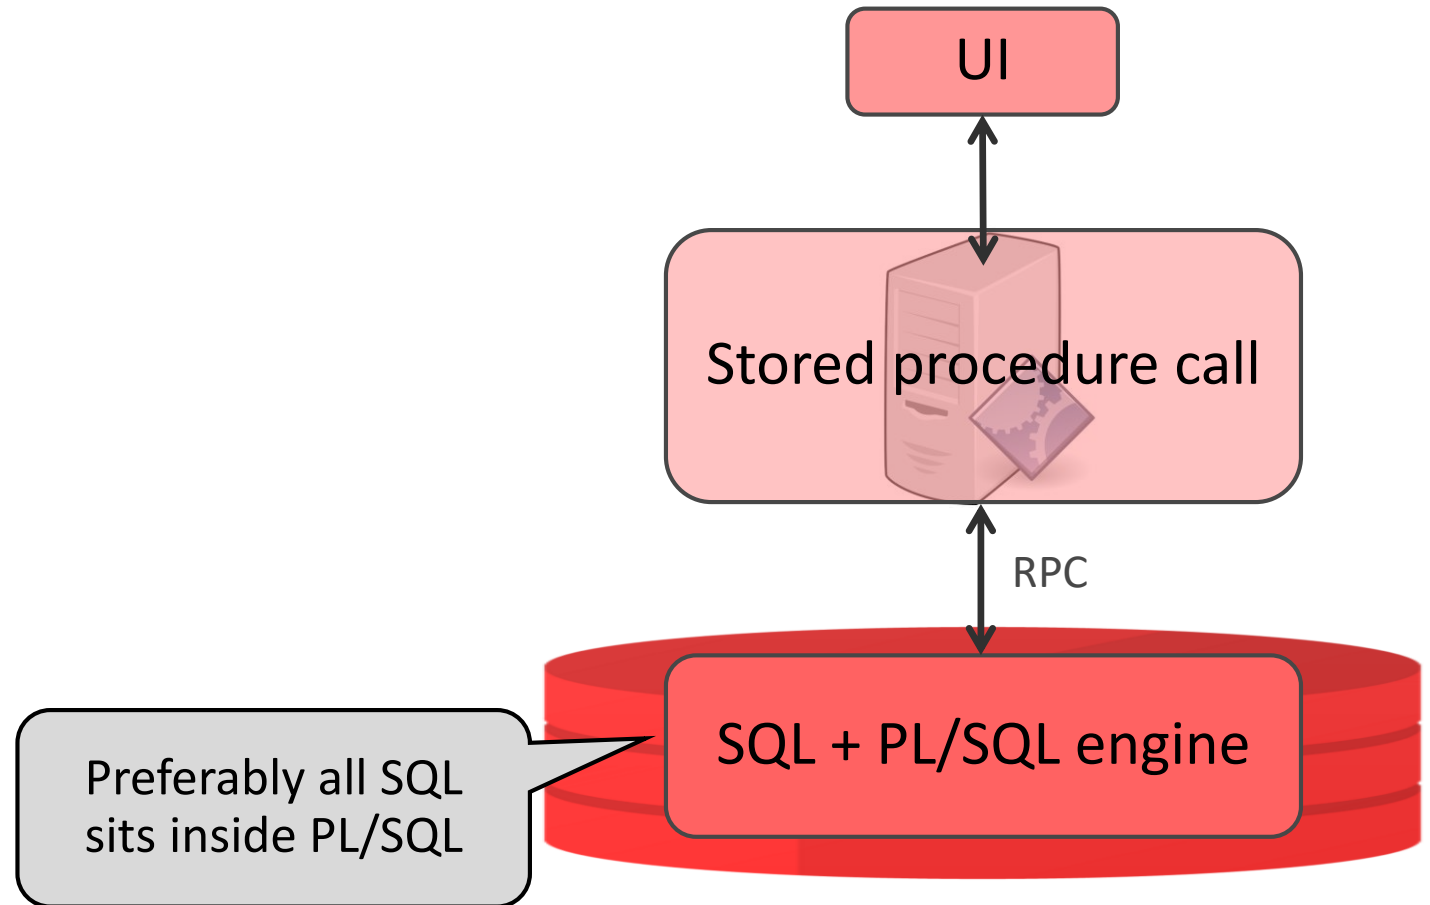 UI
Stored procedure call
RPC
SQL + PL/SQL engine
Preferably all SQL
sits inside PL/SQL